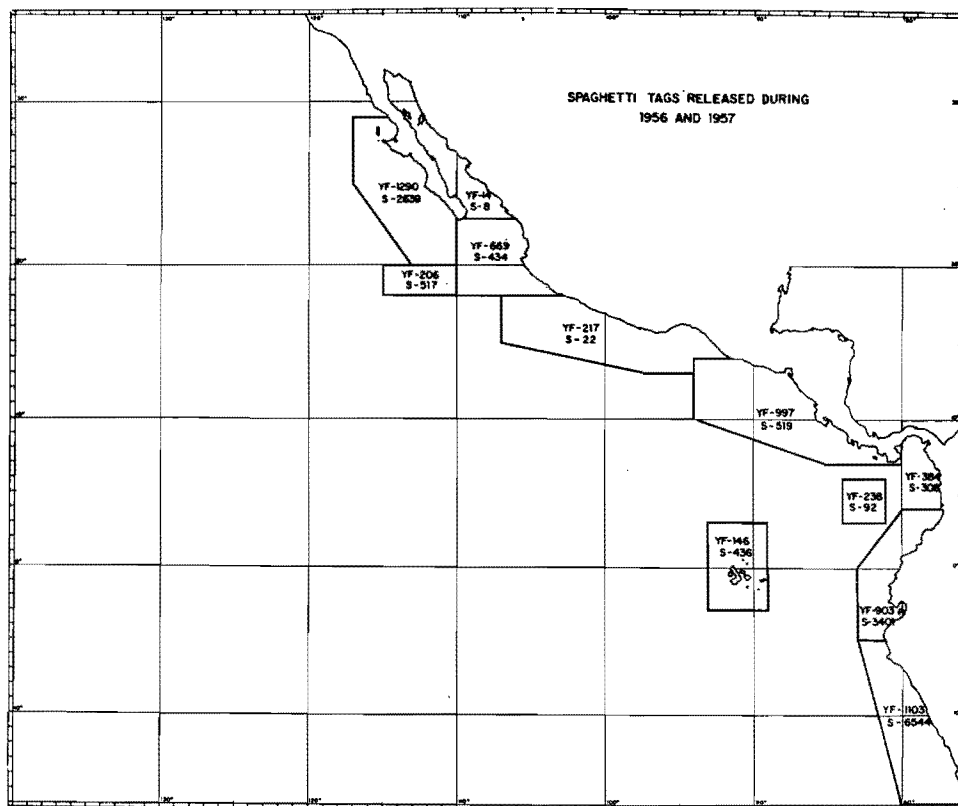 SPAGHETTI TAGS RELEASED DURING
1956 AND 1957
YF-1290
S-2639
YF-14
S-8
YF-669
S-434
YF-206
S-517
YF-217
S-22
YF-997
S-519
YF-384
S-308
YF-238
S-92
YF-146
S-436
YF-903
S-3401
YF-1103
S-6544